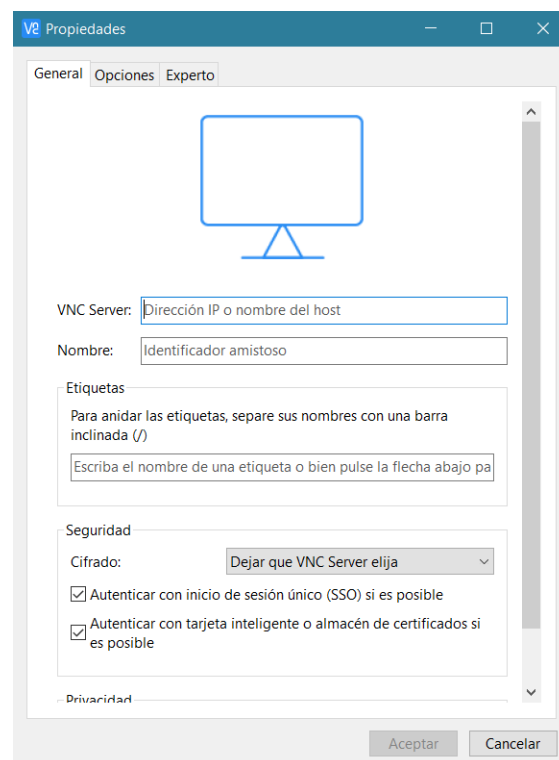 V2 Propiedades
General Opciones Experto
VNC Server: Dirección IP o nombre del host
Nombre: Identificador amistoso
Etiquetas
Para anidar las etiquetas, separe sus nombres con una barra
inclinada (/)
Escriba el nombre de una etiqueta o bien pulse la flecha abajo pa
Seguridad
Cifrado: Dejar que VNC Server elija
Autenticar con inicio de sesión único (SSO) si es posible
Autenticar con tarjeta inteligente o almacén de certificados si
es posible
Privacidad
Aceptar Cancelar